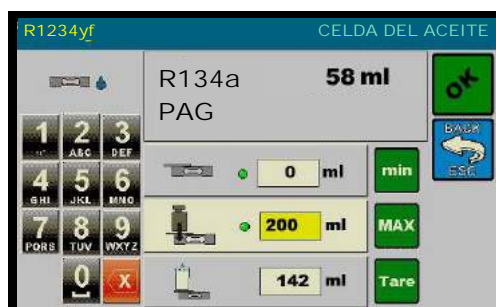 R1234yf CELDA DEL ACEITE
R134a 58 ml
PAG
OK
BACK
ESC
1 2 3
ABC DEF
4 5 6
GHI JKL MNO
7 8 9
PQRS TUV WXYZ
0 X
0 ml min
200 ml MAX
142 ml Tare